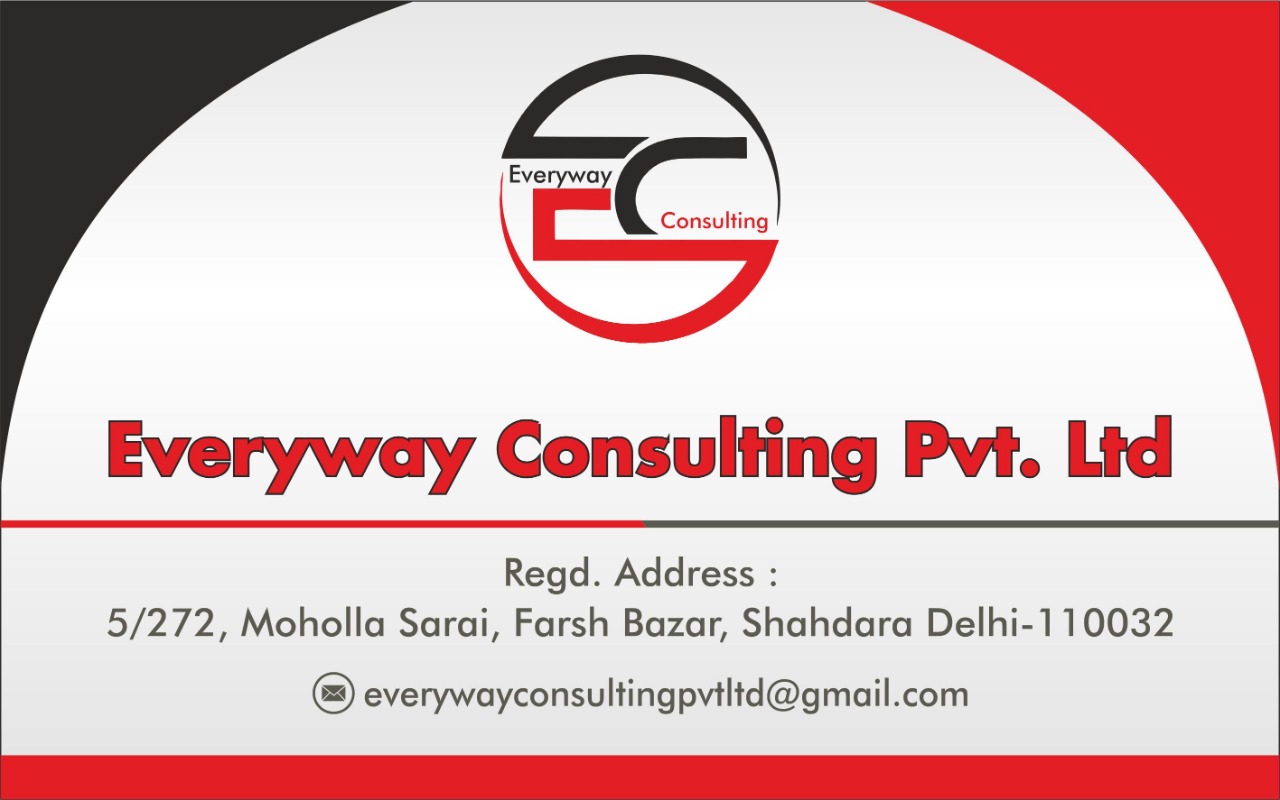 Everyway
Consulting
Everyway Consulting Pvt. Ltd
Regd. Address :
5/272, Moholla Sarai, Farsh Bazar, Shahdara Delhi-110032
everywayconsultingpvtltd@gmail.com